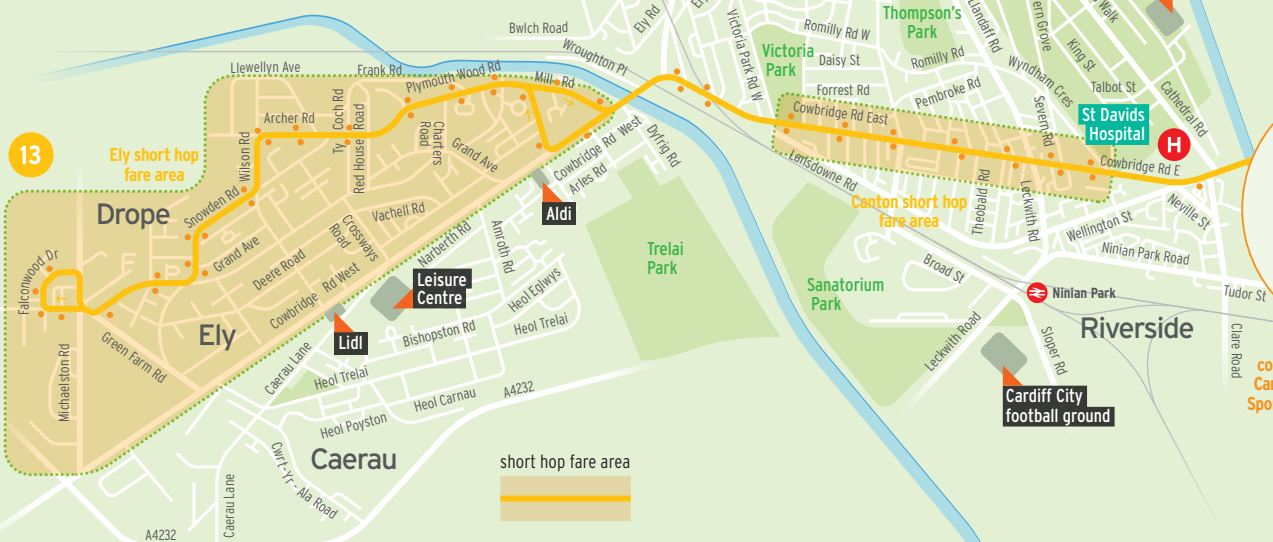 Bwlch Road
Ely Rd
Wroughton Pl
Victoria Park Rd W
Romilly Rd W
Thompson's
Park
Llandaff Rd
ern Grove
Walk
Victoria
Park
Daisy St
Romilly Rd
King St
Wyndham Cres
Talbot St
Cathedral Rd
Forrest Rd
Pembroke Rd
Severn Rd
St Davids
Hospital
H
Llewellyn Ave
Frank Rd
Plymouth Wood Rd
Mill Rd
Cowbridge Rd East
Cowbridge Rd E
13
Ely short hop
fare area
Archer Rd
Wilson Rd
Ty Coch Rd
Red House Road
Charters
Road
Grand Ave
Cowbridge Rd West
Dyfrig Rd
Arles Rd
Lansdowne Rd
Canton short hop
fare area
Theobald Rd
Leckwith Rd
Wellington St
Neville St
Ninian Park Road
Drope
Snowden Rd
Vachell Rd
Crossways
Road
Grand Ave
Deere Road
Aldi
Narberth Rd
Amroth Rd
Heol Eglwys
Heol Trelai
Trelai
Park
Sanatorium
Park
Broad St
Ninian Park
Tudor St
Riverside
Falconwood Dr
Leisure
Centre
Cowbridge Rd West
Ely
Lidl
Bishopston Rd
Green Farm Rd
Michaelston Rd
Caerau Lane
Heol Trelai
Heol Carnau
A4232
Heol Poyston
Leckwith Road
Sloper Rd
Clare Road
Cardiff City
football ground
co
Car
Spo
Caerau
Cwrt-Yr-Ala Road
Caerau Lane
A4232
short hop fare area